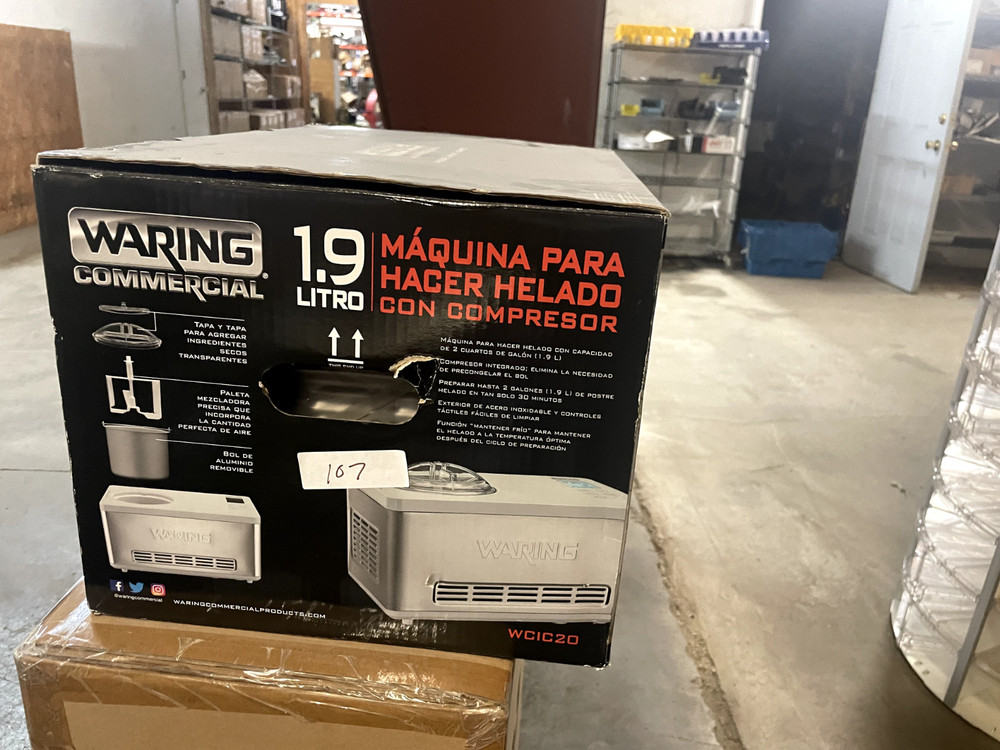 WARING
COMMERCIAL
1.9
LITRO
MÁQUINA PARA
HACER HELADO
CON COMPRESOR
TAPA Y TAPA
PARA AGREGAR
INGREDIENTES
SECOS
TRANSPARENTES
PALETA
MEZCLADORA
PRECISA QUE
INCORPORA
LA CANTIDAD
PERFECTA DE AIRE
BOL DE
ALUMINIO
REMOVIBLE
THIS END UP
MÁQUINA PARA HACER HELADO CON CAPACIDAD
DE 2 CUARTOS DE GALÓN (1.9 L)
COMPRESOR INTEGRADO; ELIMINA LA NECESIDAD
DE PRECONGELAR EL BOL
PREPARAR HASTA 2 GALONES (1.9 L) DE POSTRE
HELADO EN TAN SOLO 30 MINUTOS
EXTERIOR DE ACERO INOXIDABLE Y CONTROLES
TÁCTILES FÁCILES DE LIMPIAR
FUNCIÓN "MANTENER FRÍO" PARA MANTENER
EL HELADO A LA TEMPERATURA ÓPTIMA
DESPUÉS DEL CICLO DE PREPARACIÓN
107
WARING
WARING
@waringcommercial
WARINGCOMMERCIALPRODUCTS.COM
WCIC20